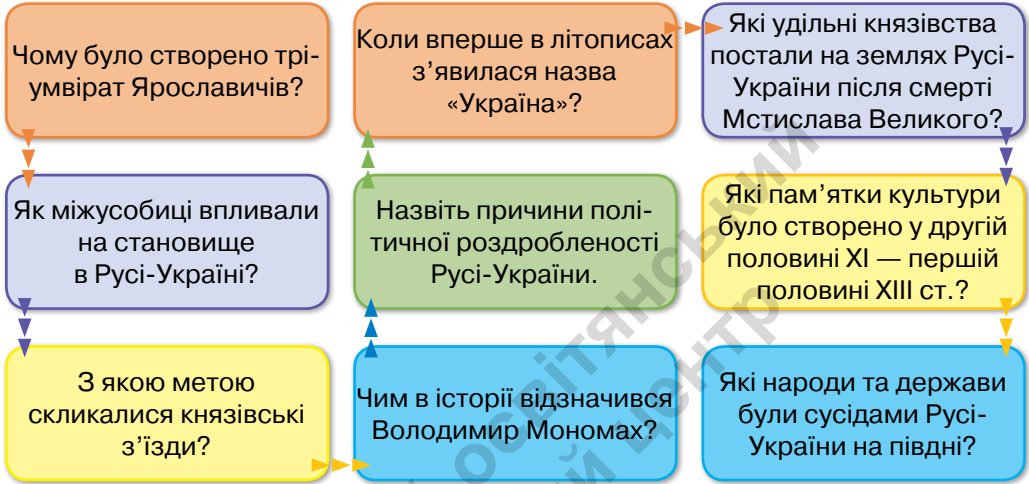 Чому було створено трі-
умвірат Ярославичів?
Як міжусобиці впливали
на становище
в Русі-Україні?
З якою метою
скликалися князівські
з’їзди?
Чим в історії відзначився
Володимир Мономах?
Назвіть причини полі-
тичної роздробленості
Русі-України.
Коли вперше в літописах
з’явилася назва
«Україна»?
Які удільні князівства
постали на землях Русі-
України після смерті
Мстислава Великого?
Які пам’ятки культури
було створено у другій
половині XI — першій
половині XIII ст.?
Які народи та держави
були сусідами Русі-
України на півдні?